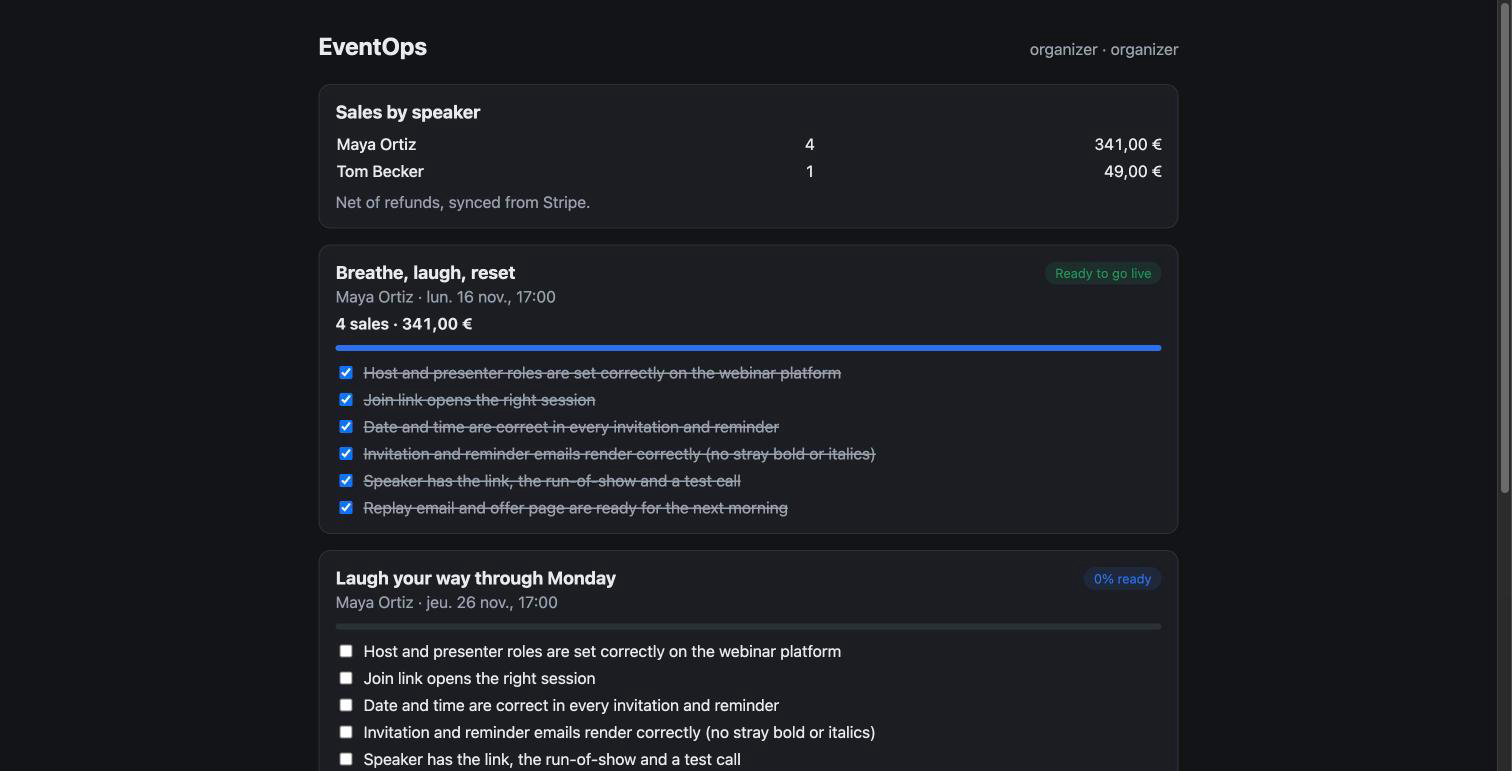 EventOps
organizer · organizer
Sales by speaker
Maya Ortiz 4 341,00 €
Tom Becker 1 49,00 €
Net of refunds, synced from Stripe.
Breathe, laugh, reset
Ready to go live
Maya Ortiz · lun. 16 nov., 17:00
4 sales · 341,00 €
Host and presenter roles are set correctly on the webinar platform
Join link opens the right session
Date and time are correct in every invitation and reminder
Invitation and reminder emails render correctly (no stray bold or italics)
Speaker has the link, the run-of-show and a test call
Replay email and offer page are ready for the next morning
Laugh your way through Monday
0% ready
Maya Ortiz · jeu. 26 nov., 17:00
Host and presenter roles are set correctly on the webinar platform
Join link opens the right session
Date and time are correct in every invitation and reminder
Invitation and reminder emails render correctly (no stray bold or italics)
Speaker has the link, the run-of-show and a test call